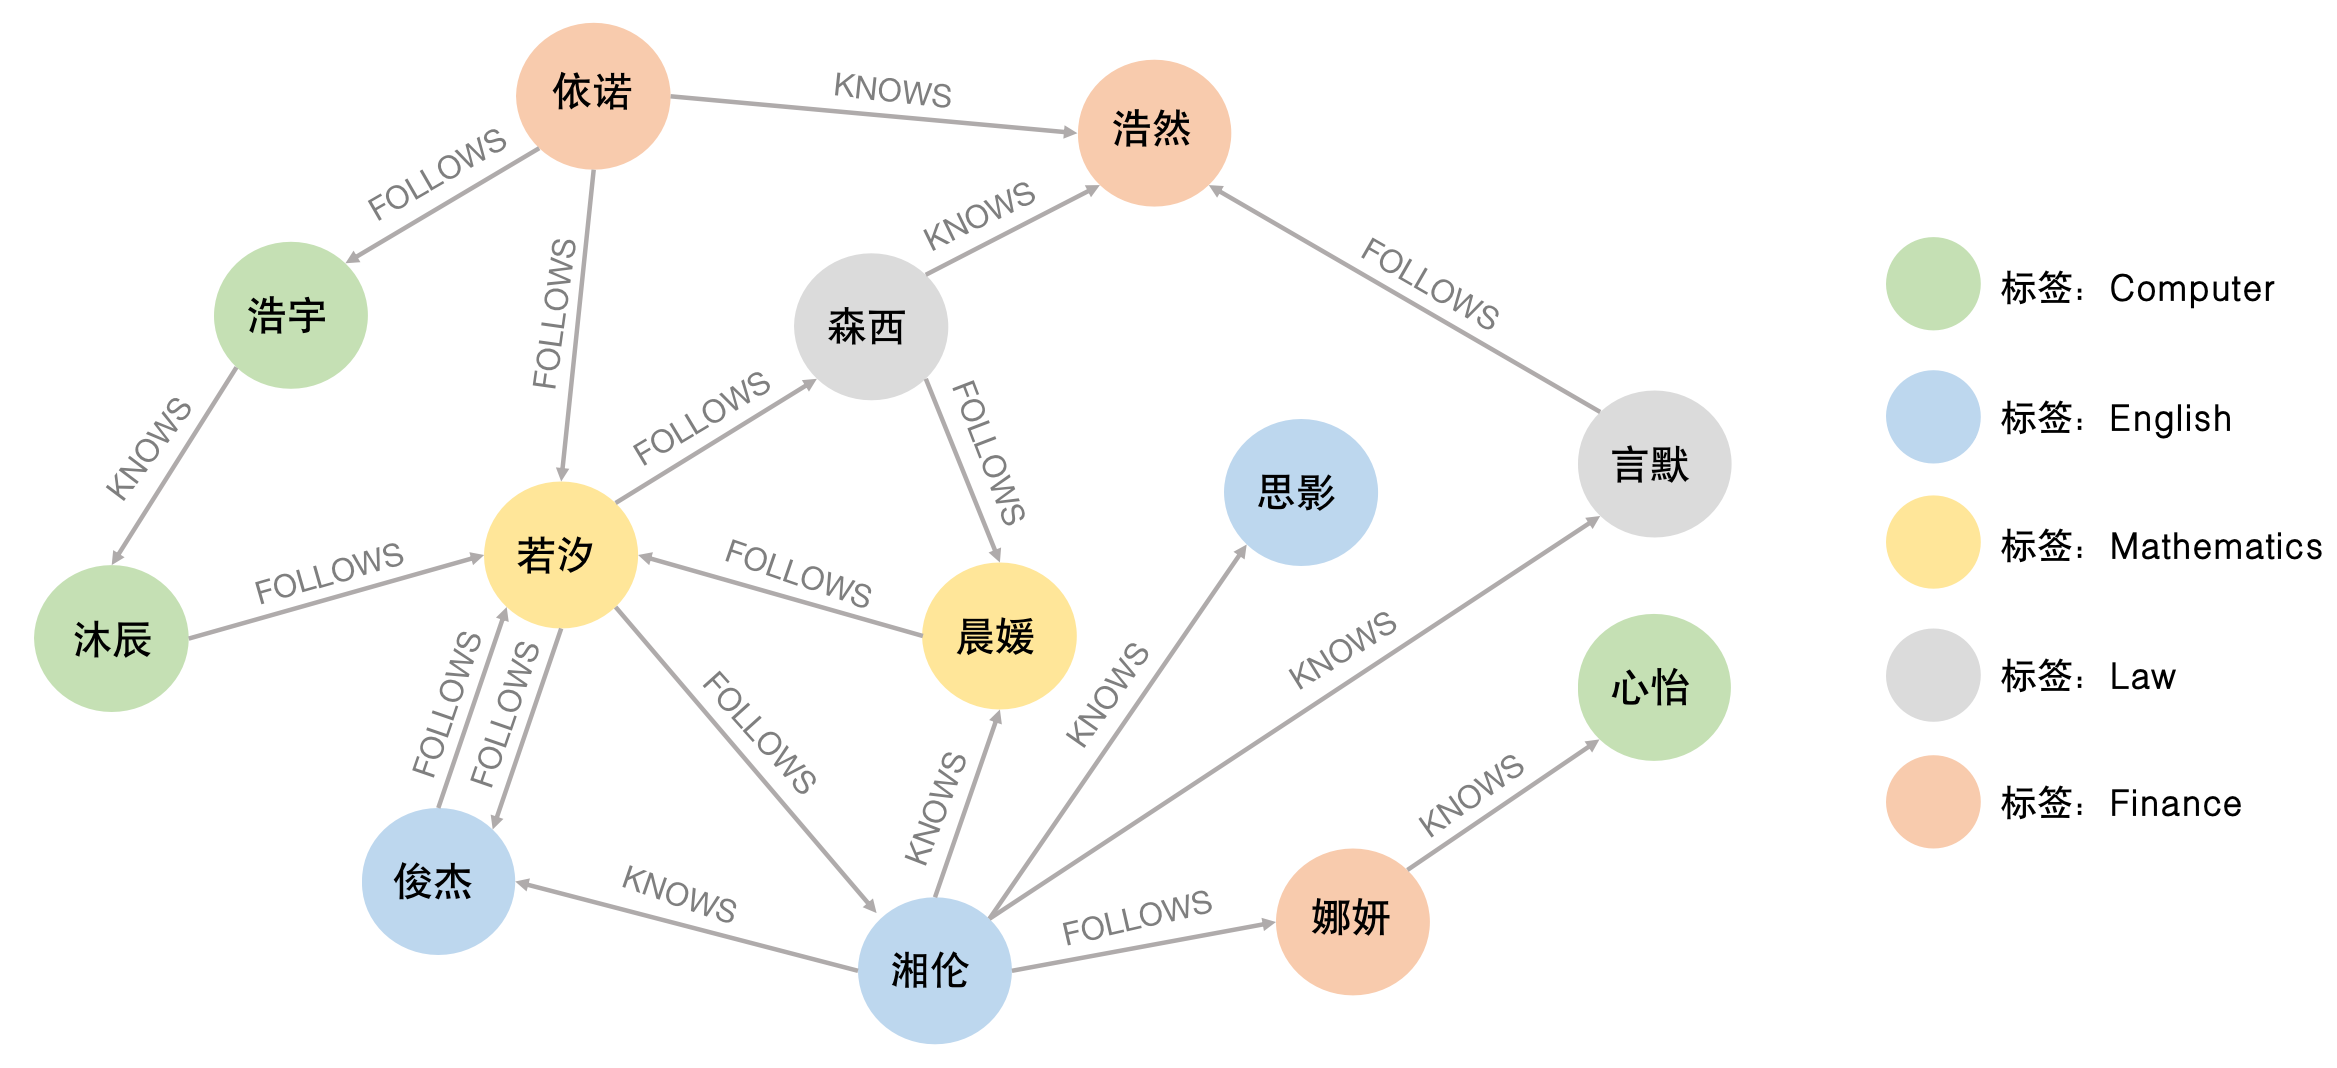 依诺
KNOWS
浩然
FOLLOWS
KNOWS
FOLLOWS
FOLLOWS
浩宇
森西
标签：Computer
KNOWS
FOLLOWS
FOLLOWS
思影
言默
标签：English
FOLLOWS
若汐
FOLLOWS
标签：Mathematics
沐辰
晨媛
KNOWS
KNOWS
心怡
标签：Law
FOLLOWS
FOLLOWS
FOLLOWS
KNOWS
KNOWS
标签：Finance
俊杰
KNOWS
湘伦
FOLLOWS
娜妍